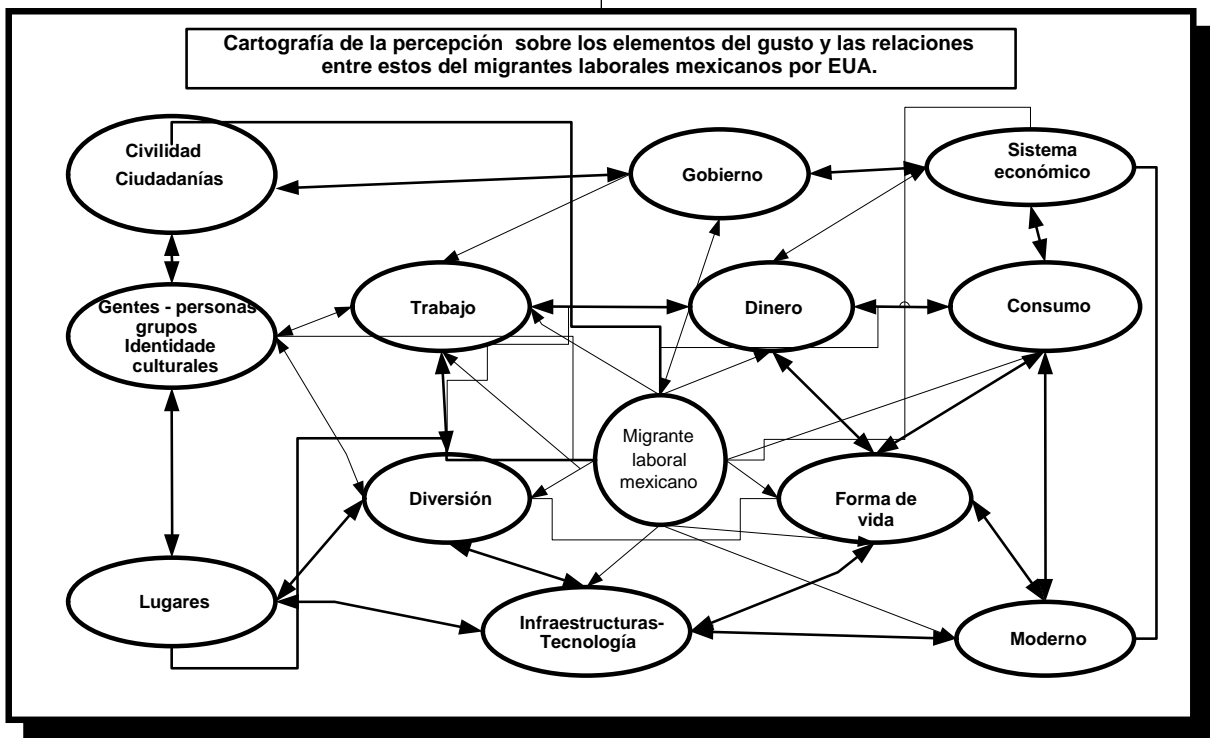 Cartografía de la percepción sobre los elementos del gusto y las relaciones
entre estos del migrantes laborales mexicanos por EUA.
Civilidad
Ciudadanías
Gobierno
Sistema
económico
Gentes - personas
grupos
Identidade
culturales
Trabajo
Dinero
Consumo
Migrante
laboral
mexicano
Diversión
Forma de
vida
Lugares
Infraestructuras-
Tecnología
Moderno